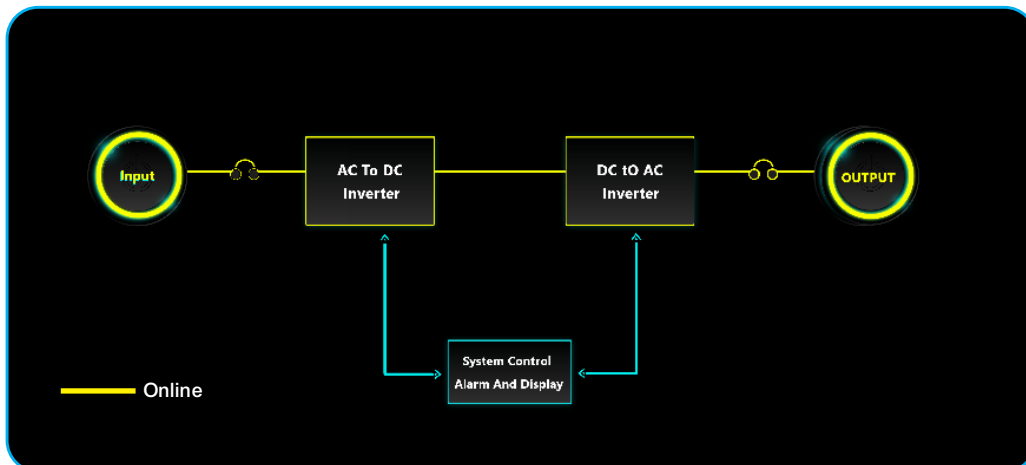 Input
AC To DC
Inverter
DC tO AC
Inverter
OUTPUT
System Control
Alarm And Display
Online